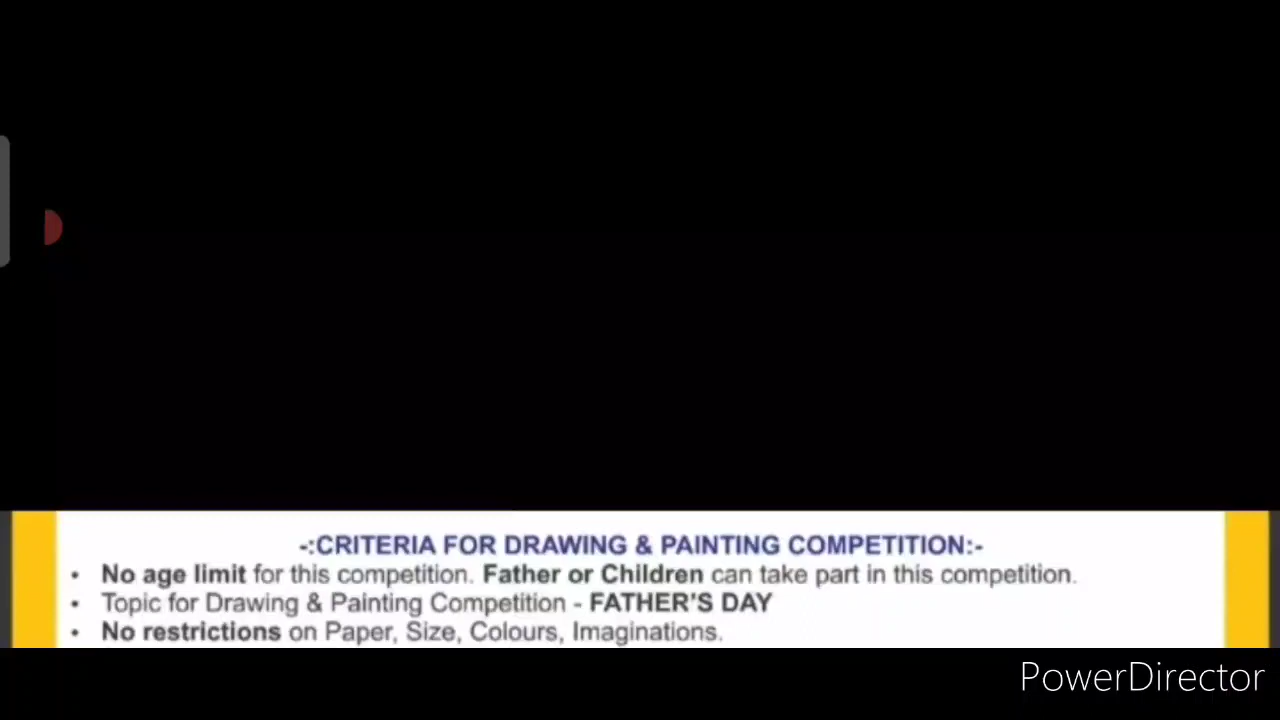 -:CRITERIA FOR DRAWING & PAINTING COMPETITION:-
• No age limit for this competition. Father or Children can take part in this competition.
• Topic for Drawing & Painting Competition - FATHER'S DAY
• No restrictions on Paper, Size, Colours, Imaginations.
PowerDirector